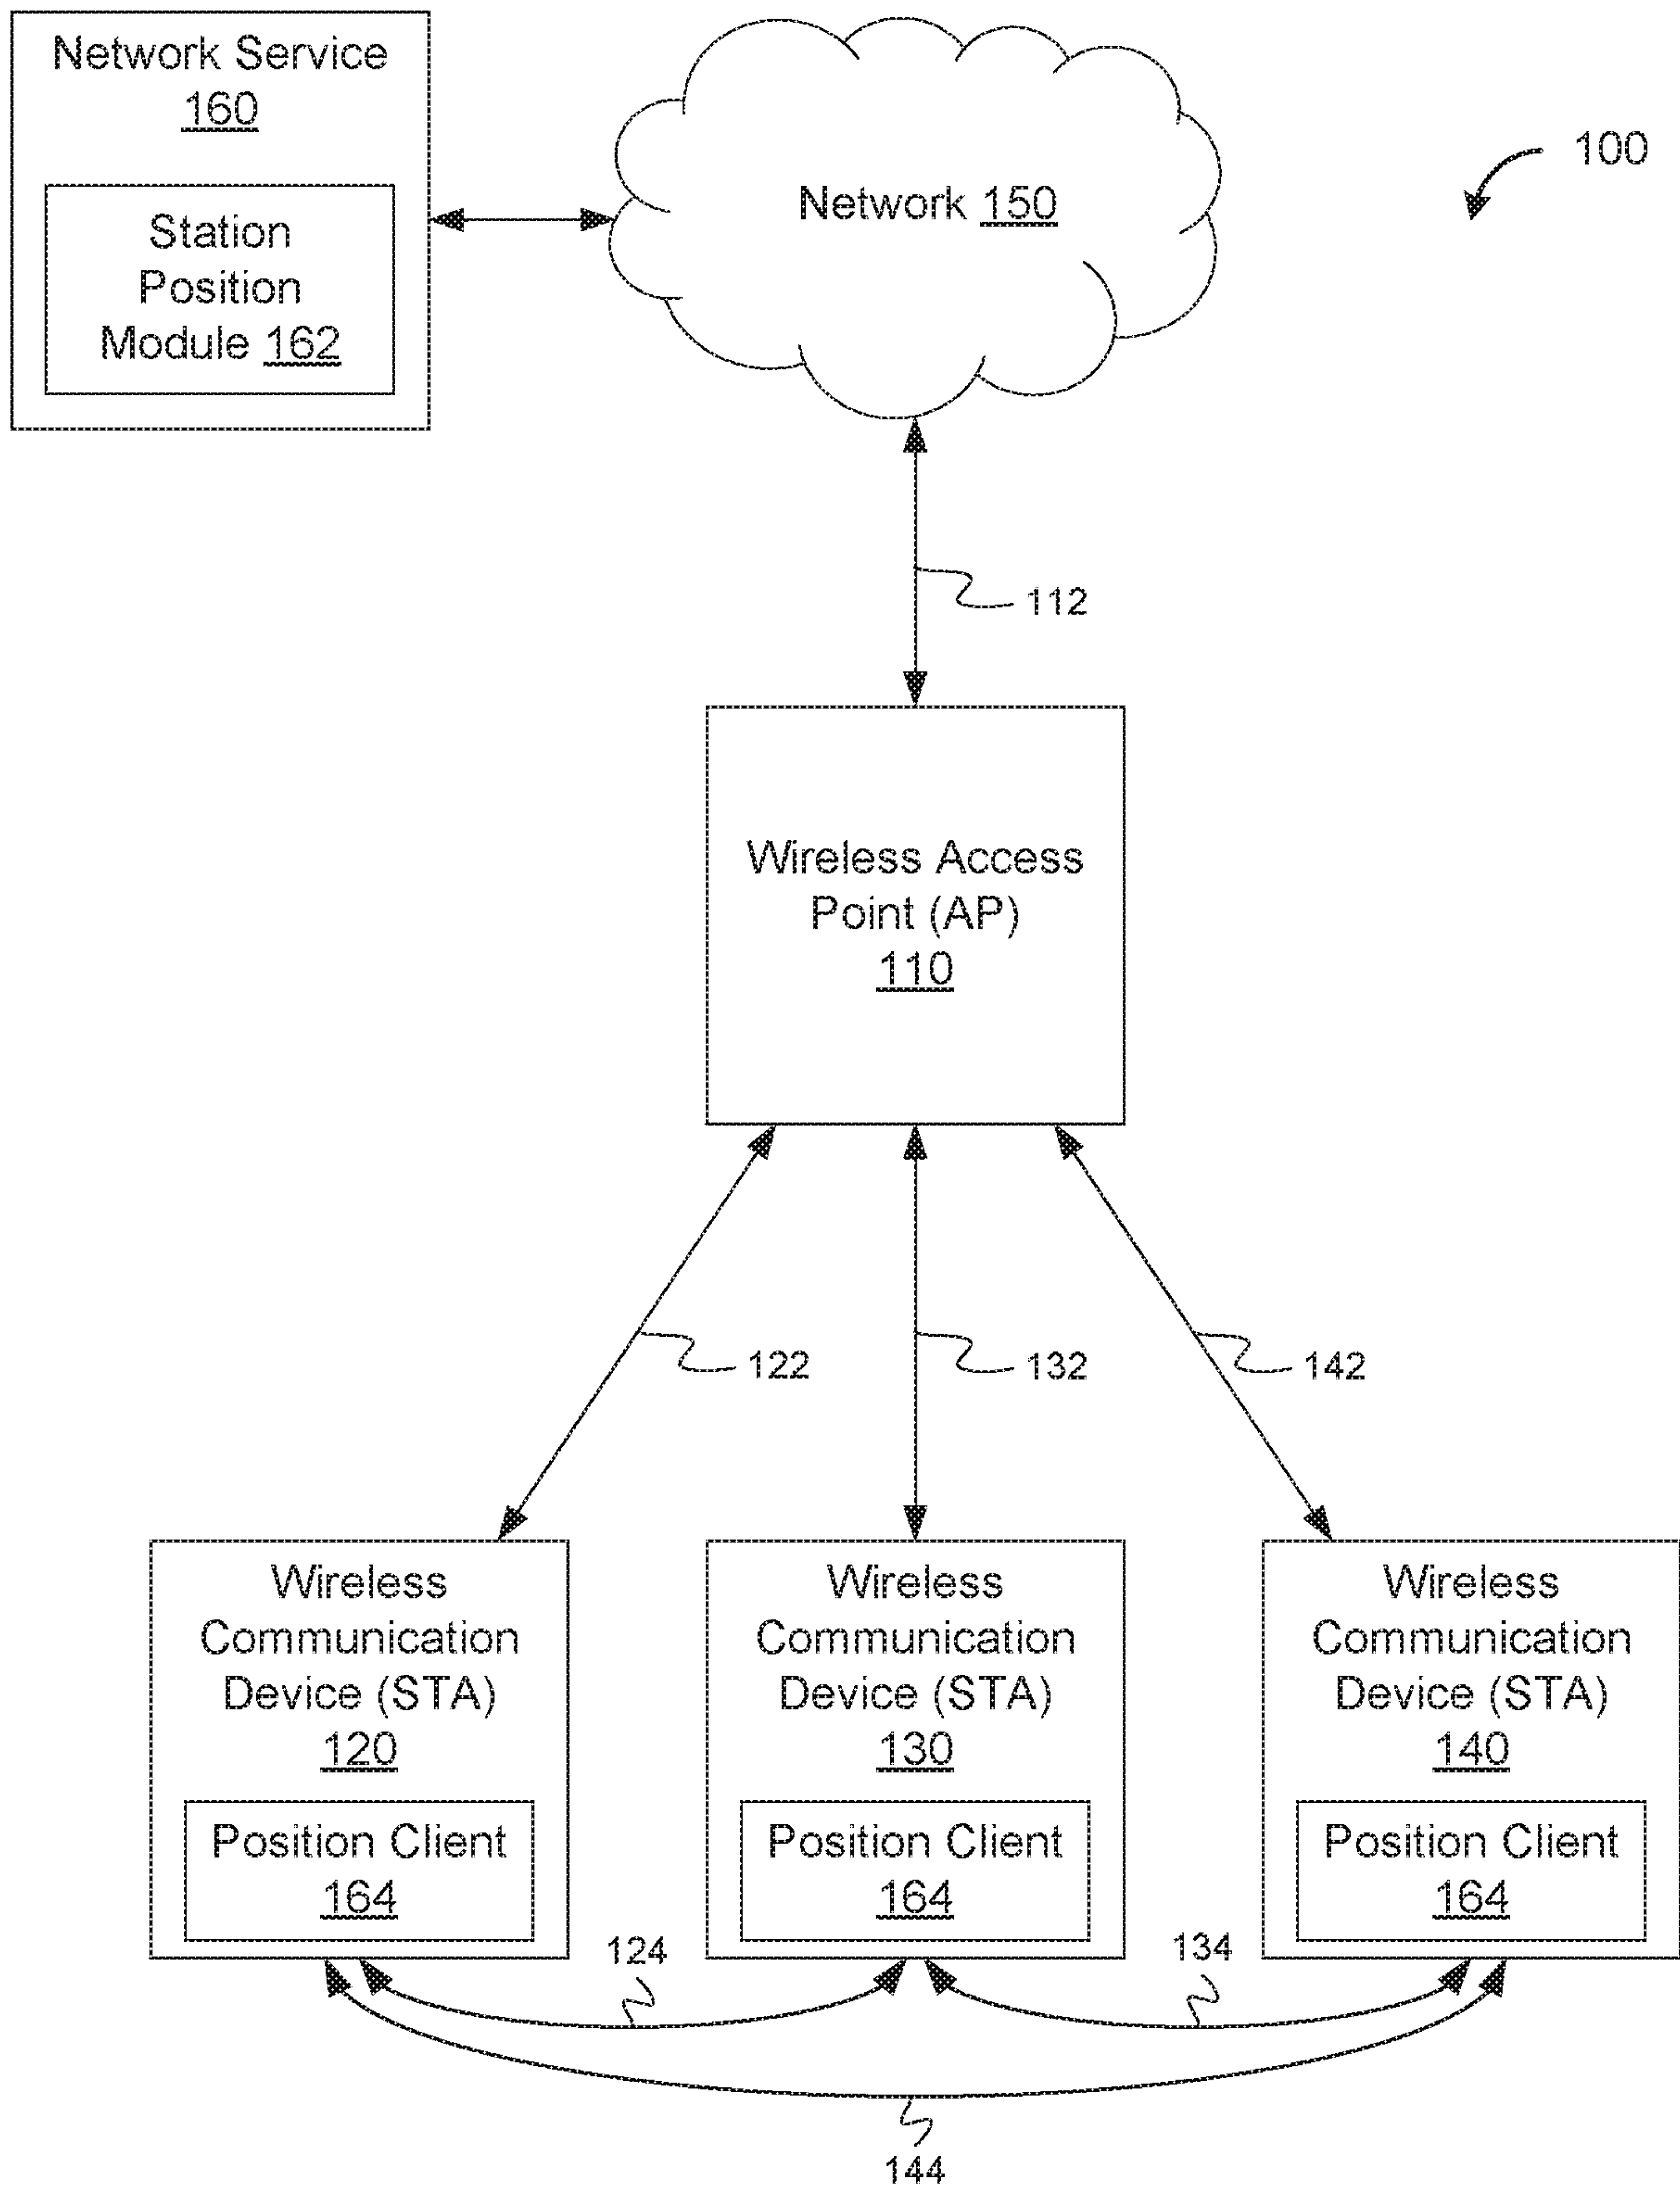 Network Service
160
Station
Position
Module 162
Network 150
100
112
Wireless Access
Point (AP)
110
122
132
142
Wireless
Communication
Device (STA)
120
Position Client
164
Wireless
Communication
Device (STA)
130
Position Client
164
Wireless
Communication
Device (STA)
140
Position Client
164
124
134
144